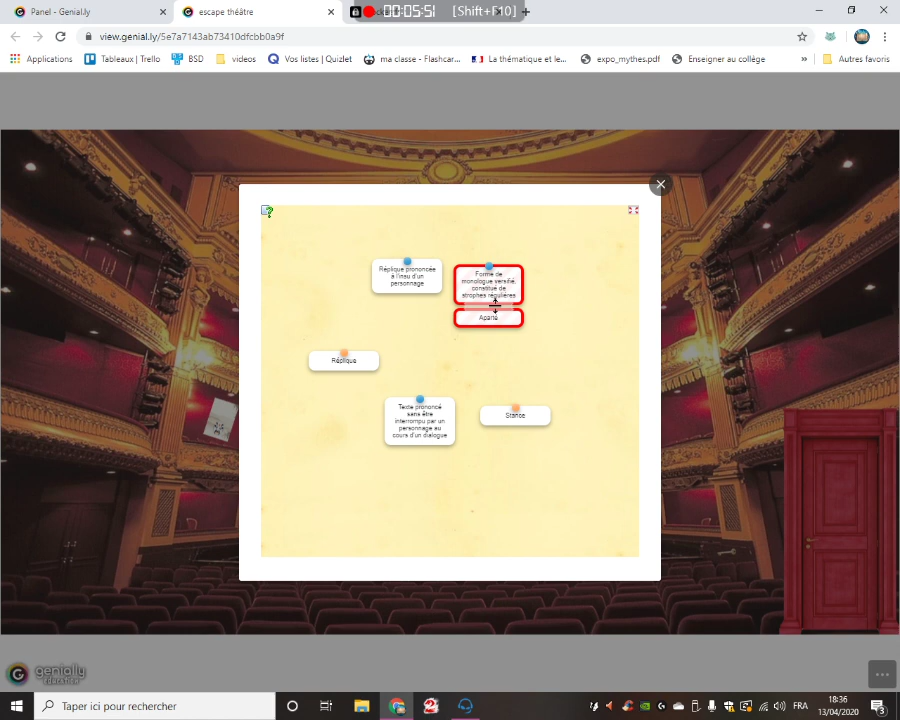 Panel - Genial.ly
escape théâtre
00:05:51 [Shift+F10]
view.genial.ly/5e7a7143ab73410dfcbb0a9f
Applications
Tableaux | Trello
BSD
videos
Vos listes | Quizlet
ma classe - Flashcar...
La thématique et le...
expo_mythes.pdf
Enseigner au collège
»
Autres favoris
Réplique prononcée
à l'insu d'un
personnage
Forme de
monologue versifié,
constitué de
strophes régulières
Aparté
Réplique
Texte prononcé
sans être
interrompu par un
personnage au
cours d'un dialogue
Stance
genially
EDUCATION
Taper ici pour rechercher
FRA
18:36
13/04/2020
3